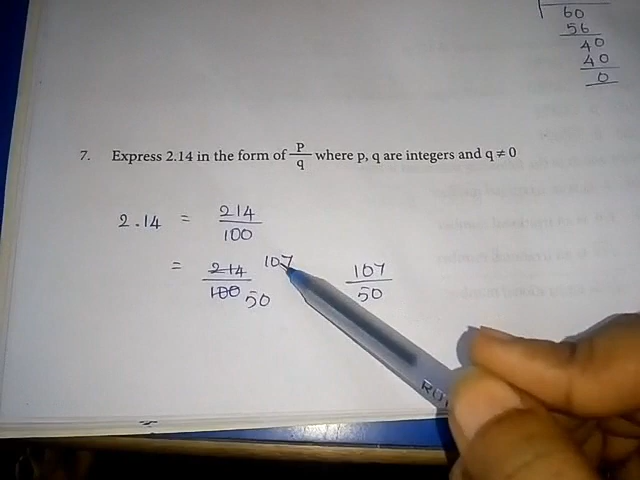 60
56
40
40
0
7. Express 2.14 in the form of p/q where p, q are integers and q ≠ 0
2.14 = 214/100
= 214/100 107 50 107/50